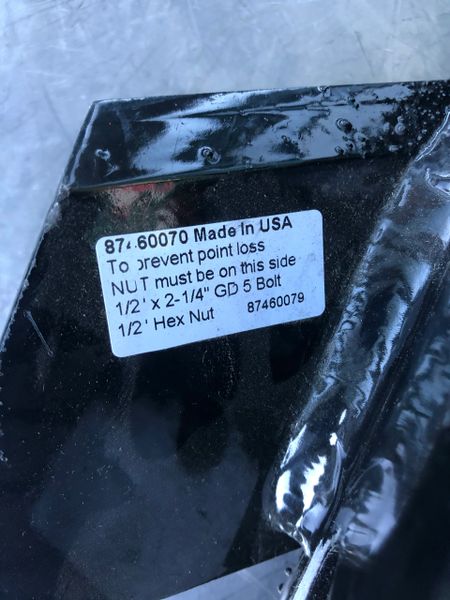 87460070 Made In USA
To prevent point loss
NUT must be on this side
1/2" x 2-1/4" GD 5 Bolt
1/2" Hex Nut 87460079